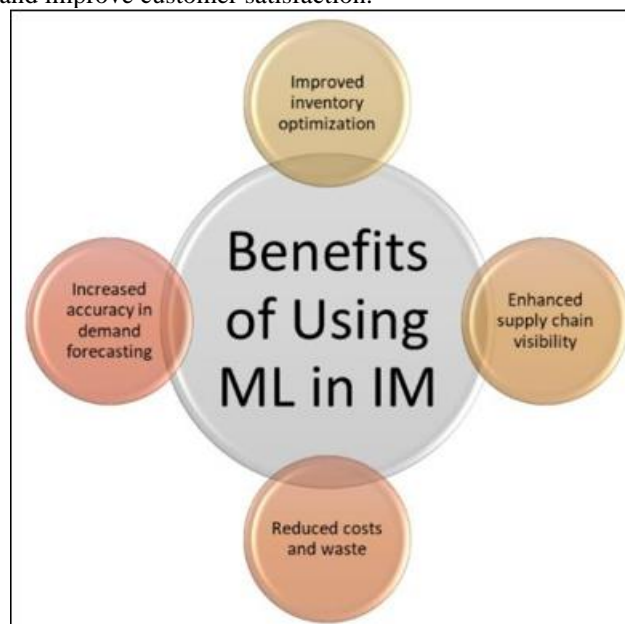 and improve customer satisfaction.
Improved
inventory
optimization
Increased
accuracy in
demand
forecasting
Benefits
of Using
ML in IM
Enhanced
supply chain
visibility
Reduced costs
and waste